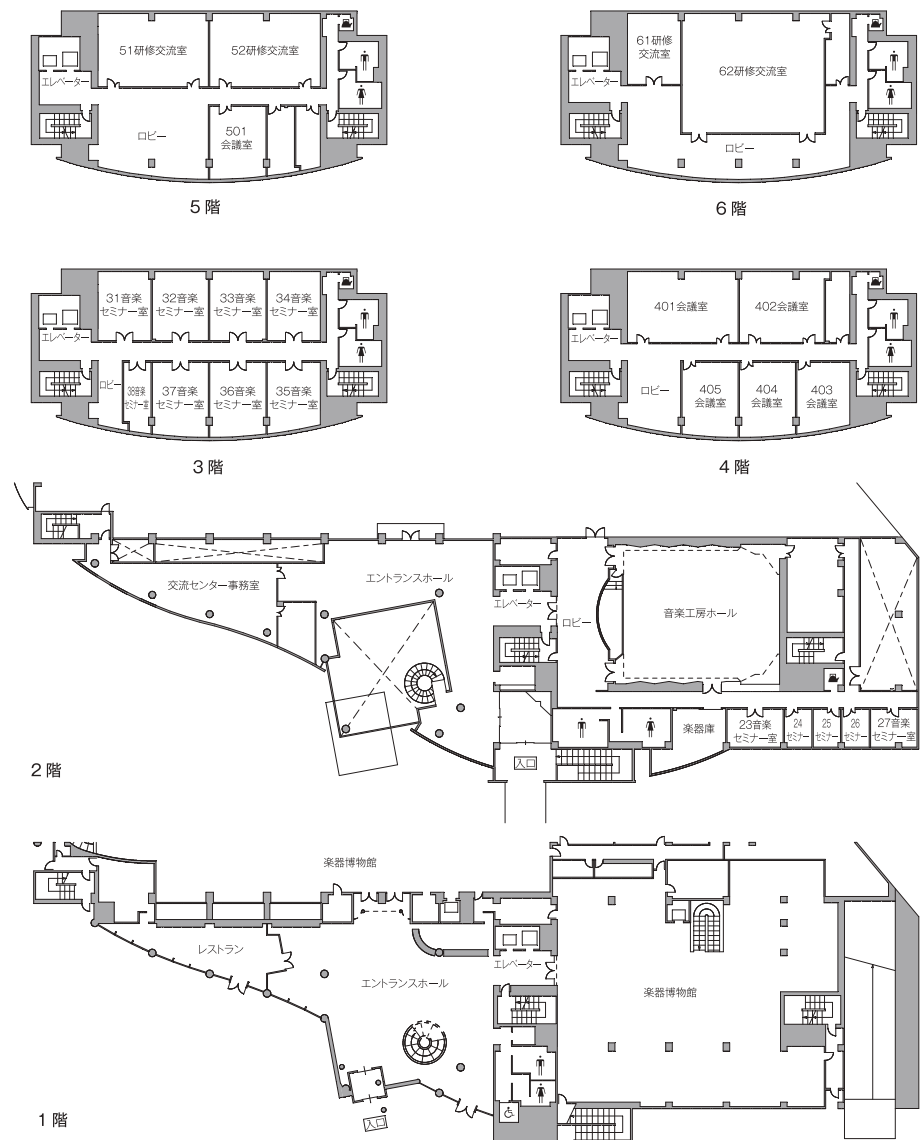 51研修交流室
52研修交流室
エレベーター
ロビー
501
会議室
5階
61研修
交流室
62研修交流室
エレベーター
ロビー
6階
31音楽
セミナー室
32音楽
セミナー室
33音楽
セミナー室
34音楽
セミナー室
エレベーター
ロビー
38音楽
セミナー室
37音楽
セミナー室
36音楽
セミナー室
35音楽
セミナー室
3階
401会議室
402会議室
エレベーター
ロビー
405
会議室
404
会議室
403
会議室
4階
交流センター事務室
エントランスホール
エレベーター
ロビー
音楽工房ホール
楽器庫
23音楽
セミナー室
24
セミナー
25
セミナー
26
セミナー
27音楽
セミナー室
入口
2階
楽器博物館
レストラン
エントランスホール
エレベーター
楽器博物館
入口
1階